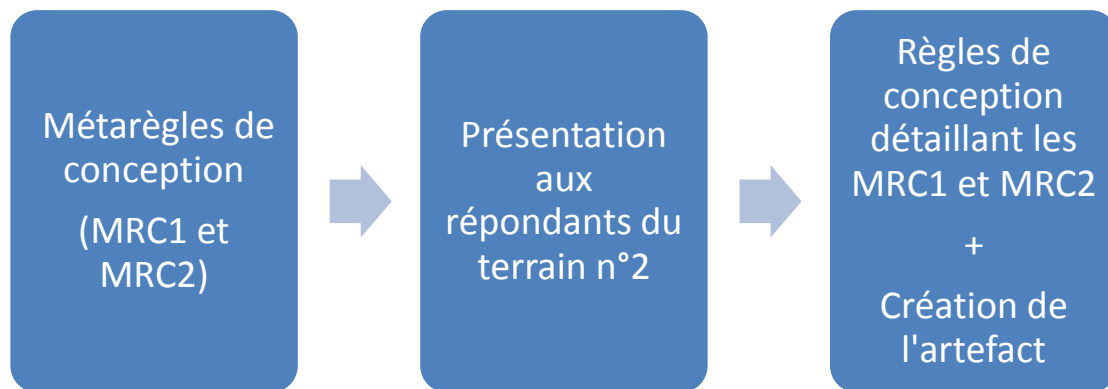 Métarègles de
conception
(MRC1 et
MRC2)
Présentation
aux
répondants du
terrain n°2
Règles de
conception
détaillant les
MRC1 et MRC2
+
Création de
l'artefact